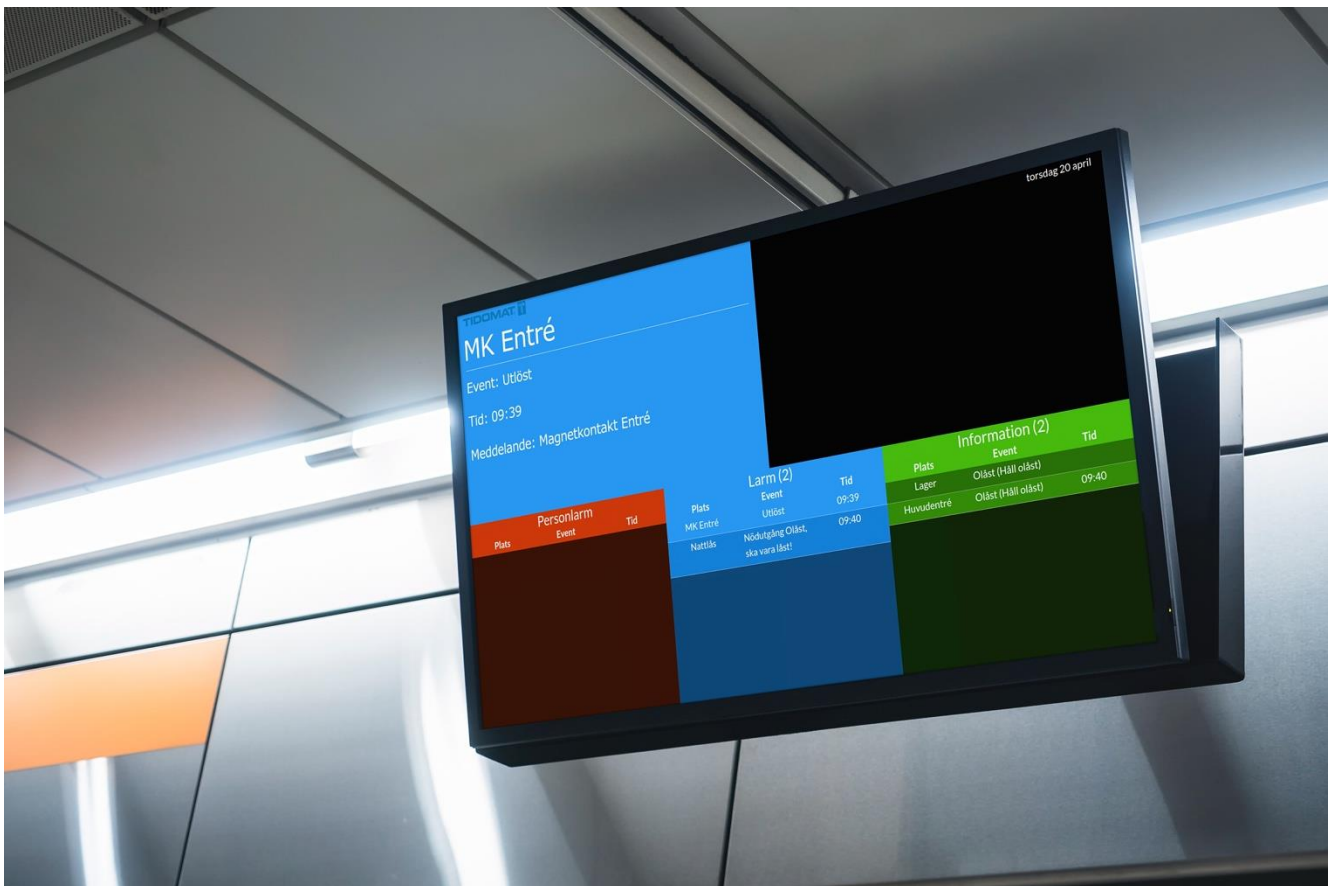 torsdag 20 april
TIDOMAT
MK Entré
Event: Utlöst
Tid: 09:39
Meddelande: Magnetkontakt Entré
Personlarm
Plats Event Tid
Larm (2)
Plats Event Tid
MK Entré Utlöst 09:39
Nattlås Nödutgång Olåst, 09:40
ska vara låst!
Information (2)
Plats Event Tid
Lager Olåst (Håll olåst)
Huvudentré Olåst (Håll olåst) 09:40